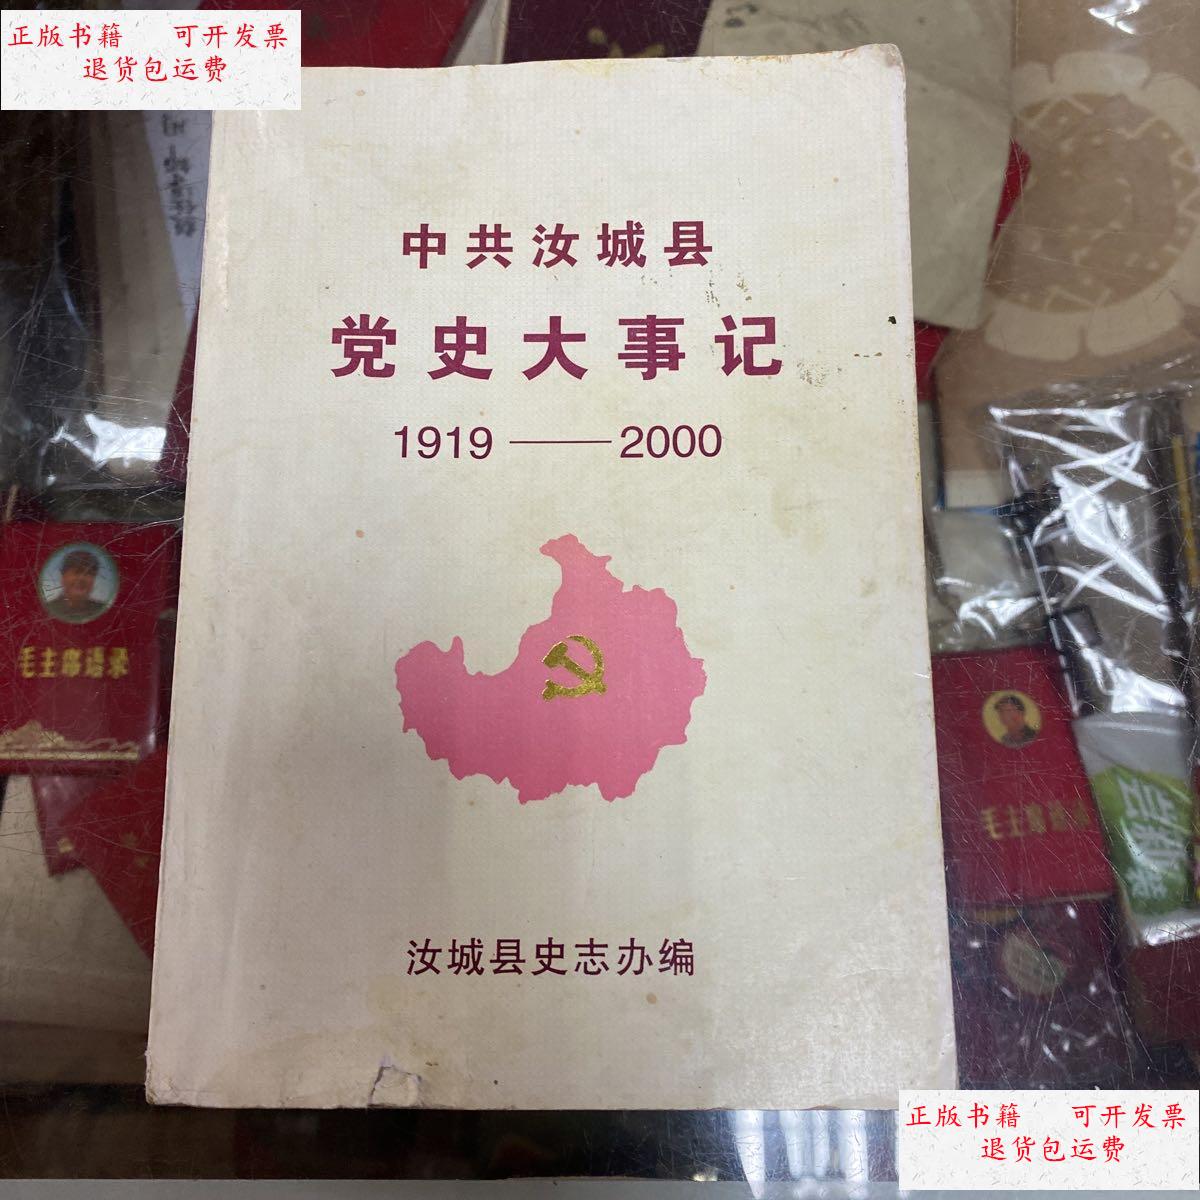 正版书籍 可开发票
退货包运费
中共汝城县
党史大事记
1919——2000
汝城县史志办编
毛主席语录
毛主席语录
正版书籍 可开发票
退货包运费